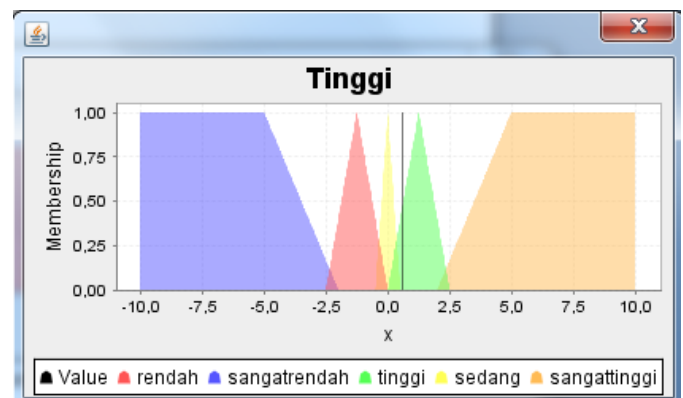 Tinggi
1,00
0,75
0,50
0,25
0,00
Membership
-10,0 -7,5 -5,0 -2,5 0,0 2,5 5,0 7,5 10,0
x
Value rendah sangatrendah tinggi sedang sangattinggi